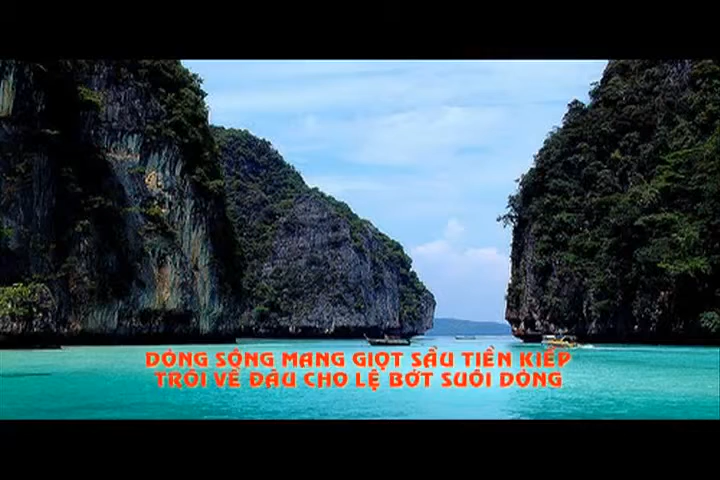 DÒNG SÔNG MANG GIỌT SẦU TIỀN KIẾP
TRÔI VỀ ĐÂU CHO LỆ BỚT SUÔI DÒNG